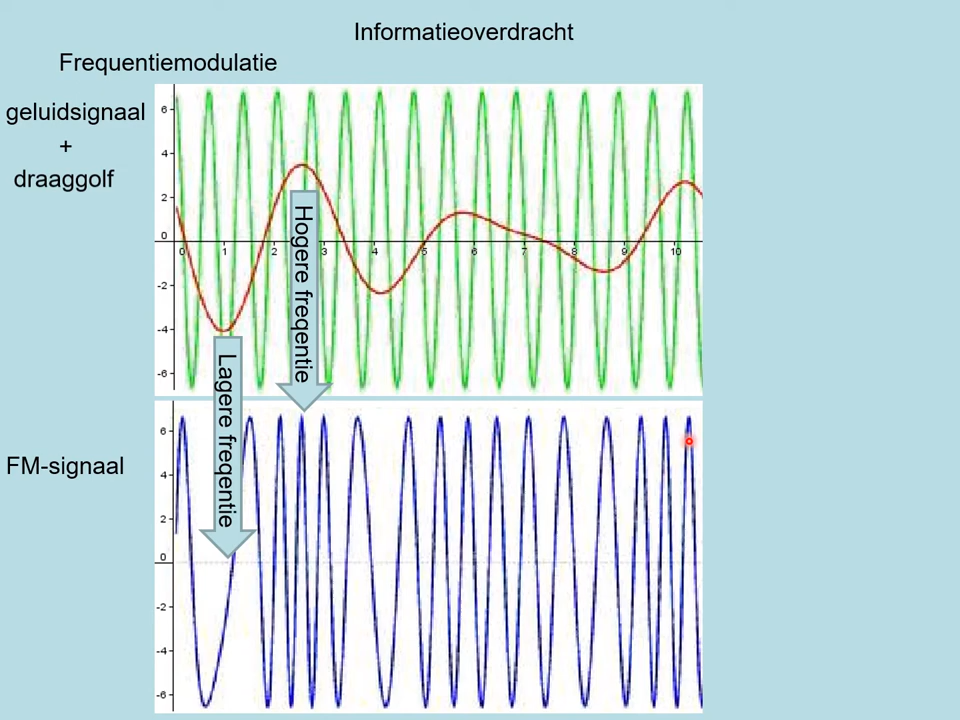 Informatieoverdracht
Frequentiemodulatie
geluidsignaal
+
draaggolf
6
4
2
0
-2
-4
-6
0 1 2 3 4 5 6 7 8 9 10
Hogere freqentie
Lagere freqentie
FM-signaal
6
4
2
0
-2
-4
-6